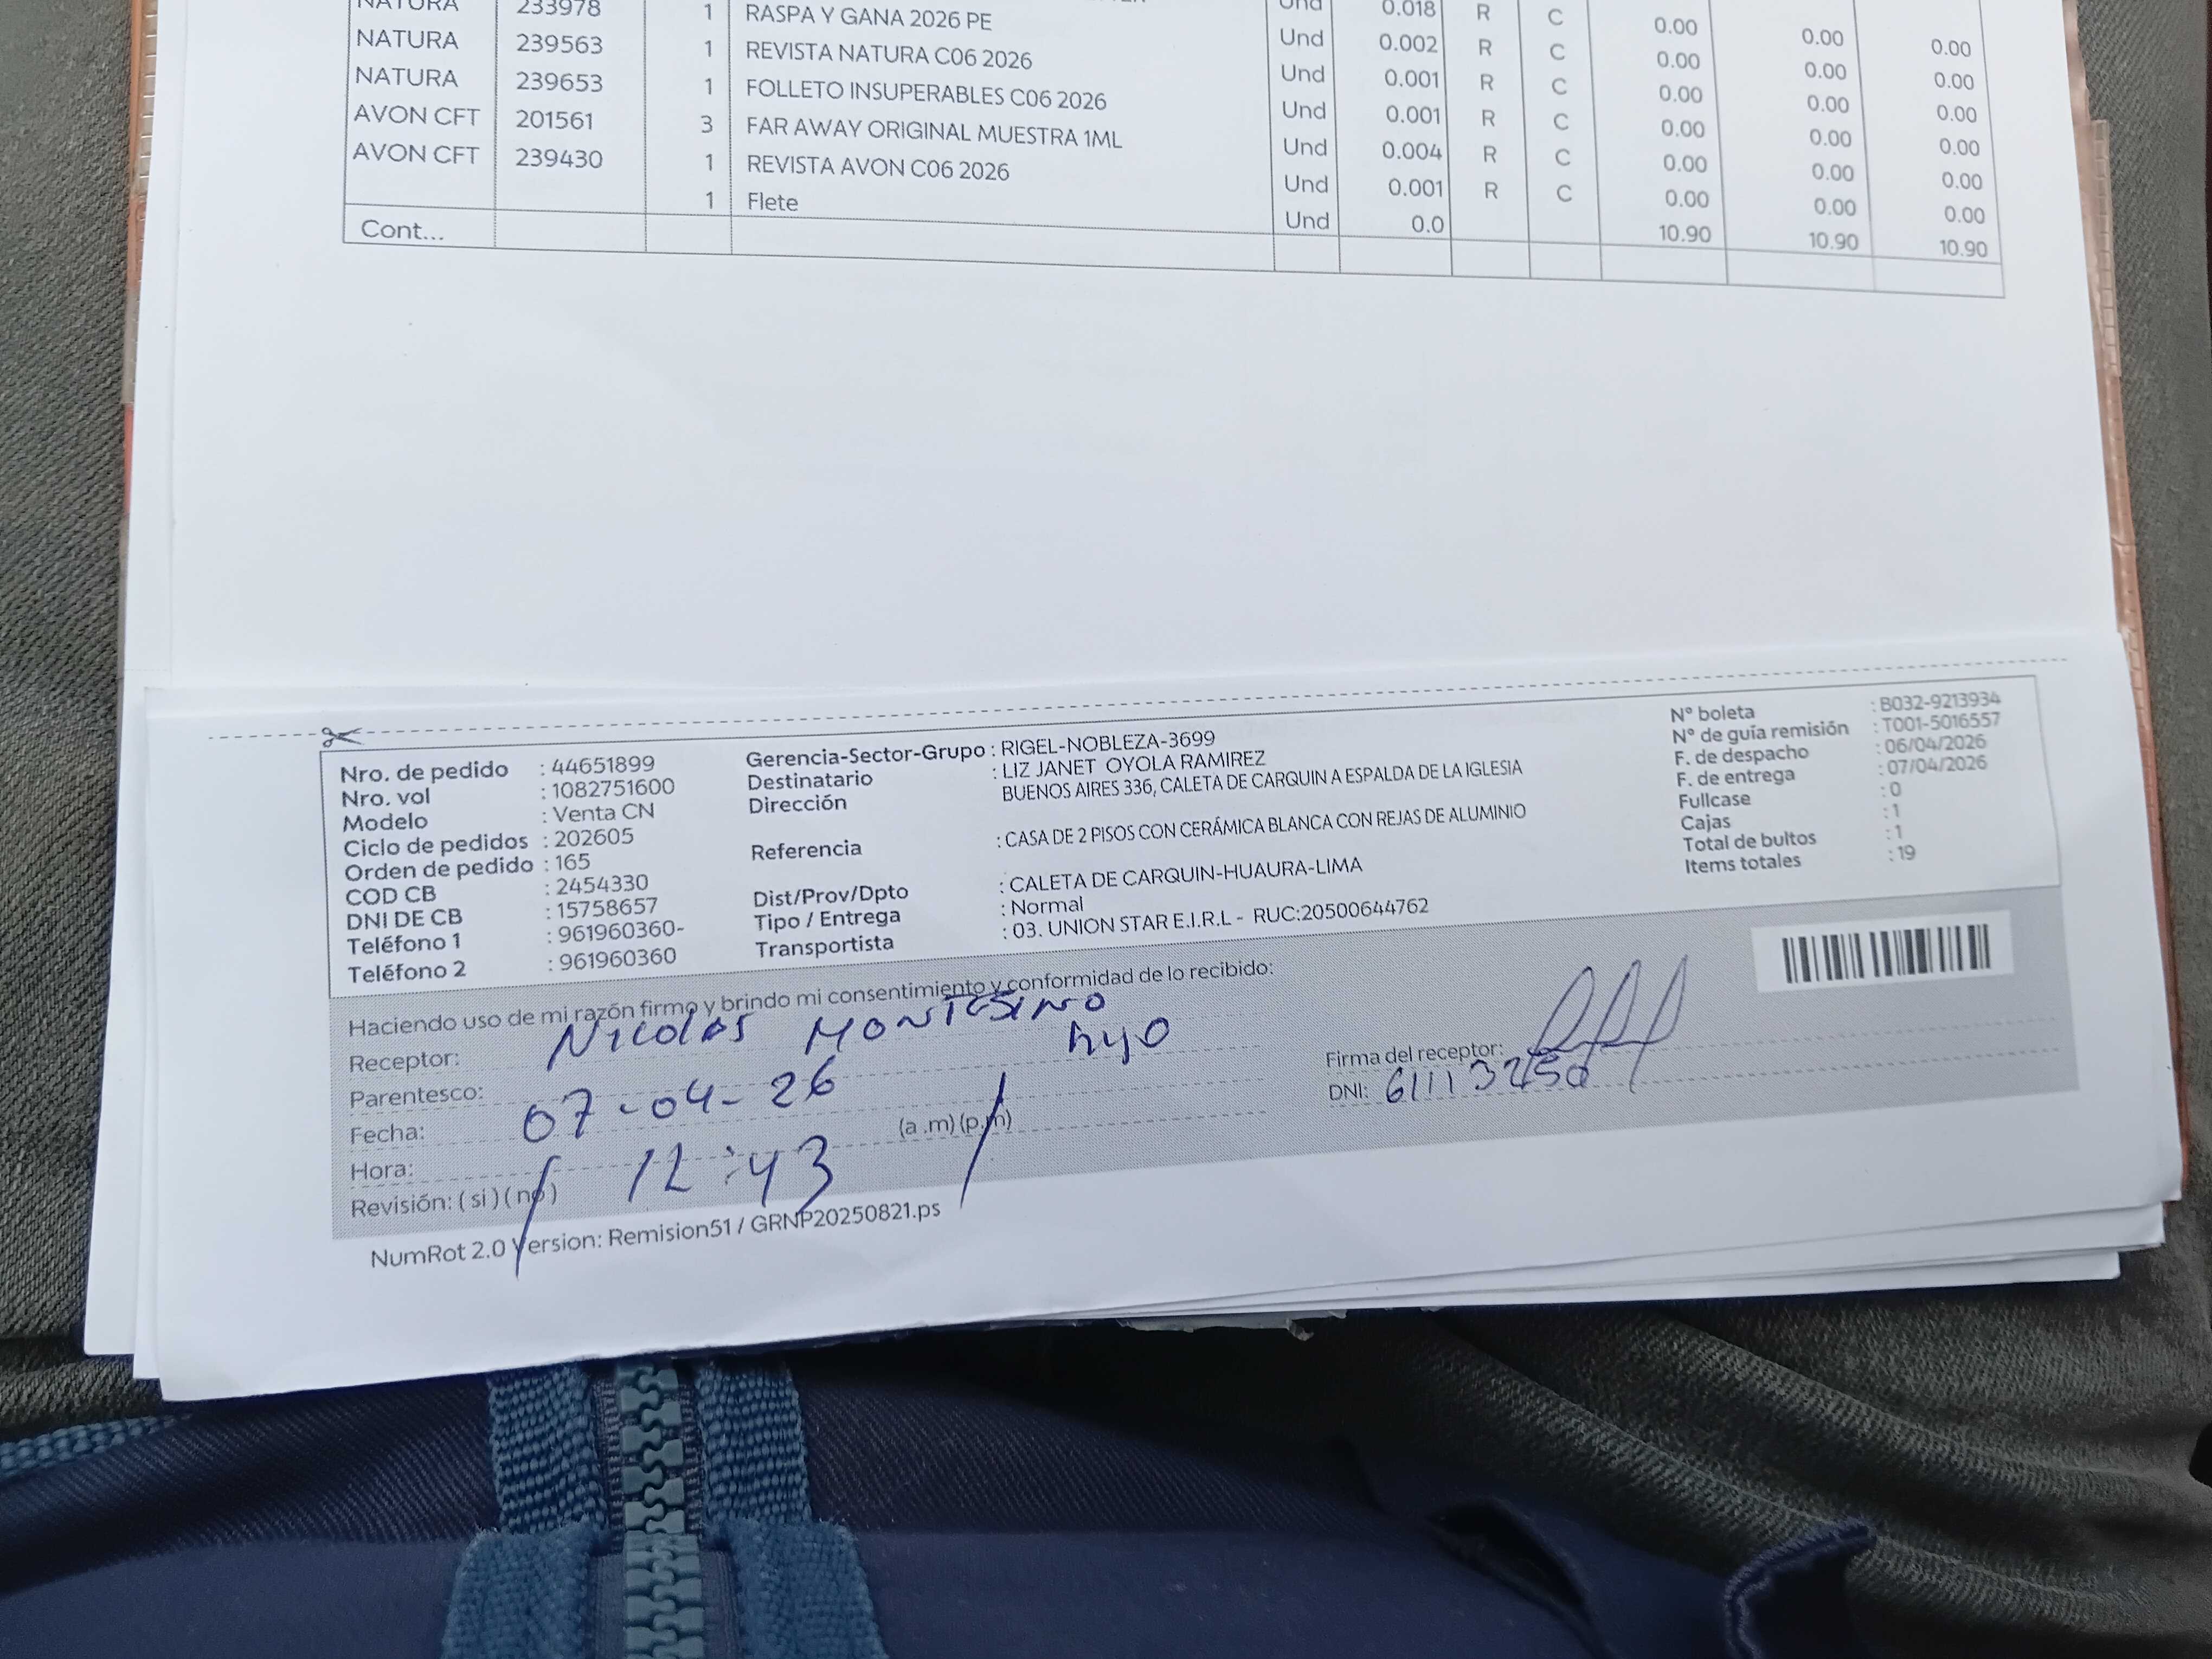 NATURA 233978 1 RASPA Y GANA 2026 PE Und 0.018 R C 0.00 0.00 0.00
NATURA 239563 1 REVISTA NATURA C06 2026 Und 0.002 R C 0.00 0.00 0.00
NATURA 239653 1 FOLLETO INSUPERABLES C06 2026 Und 0.001 R C 0.00 0.00 0.00
AVON CFT 201561 3 FAR AWAY ORIGINAL MUESTRA 1ML Und 0.001 R C 0.00 0.00 0.00
AVON CFT 239430 1 REVISTA AVON C06 2026 Und 0.004 R C 0.00 0.00 0.00
1 Flete Und 0.001 R C 0.00 0.00 0.00
Cont... Und 0.0 10.90 10.90 10.90
Nro. de pedido : 44651899
Nro. vol : 1082751600
Modelo : Venta CN
Ciclo de pedidos : 202605
Orden de pedido : 165
COD CB : 2454330
DNI DE CB : 15758657
Teléfono 1 : 961960360-
Teléfono 2 : 961960360
Gerencia-Sector-Grupo : RIGEL-NOBLEZA-3699
Destinatario : LIZ JANET OYOLA RAMIREZ
Dirección BUENOS AIRES 336, CALETA DE CARQUIN A ESPALDA DE LA IGLESIA
Referencia : CASA DE 2 PISOS CON CERÁMICA BLANCA CON REJAS DE ALUMINIO
Dist/Prov/Dpto : CALETA DE CARQUIN-HUAURA-LIMA
Tipo / Entrega : Normal
Transportista : 03. UNION STAR E.I.R.L - RUC:20500644762
N° boleta : B032-9213934
N° de guía remisión : T001-5016557
F. de despacho : 06/04/2026
F. de entrega : 07/04/2026
Fullcase : 0
Cajas : 1
Total de bultos : 1
Items totales : 19
Haciendo uso de mi razón firmo y brindo mi consentimiento y conformidad de lo recibido:
Receptor: Nicolas Montesino
Parentesco: hyo
Fecha: 07-04-26
Hora: 12:43 (a .m) (p.m)
Revisión: ( si ) ( no )
Firma del receptor:
DNI: 61113250
NumRot 2.0 Version: Remision51 / GRNP20250821.ps